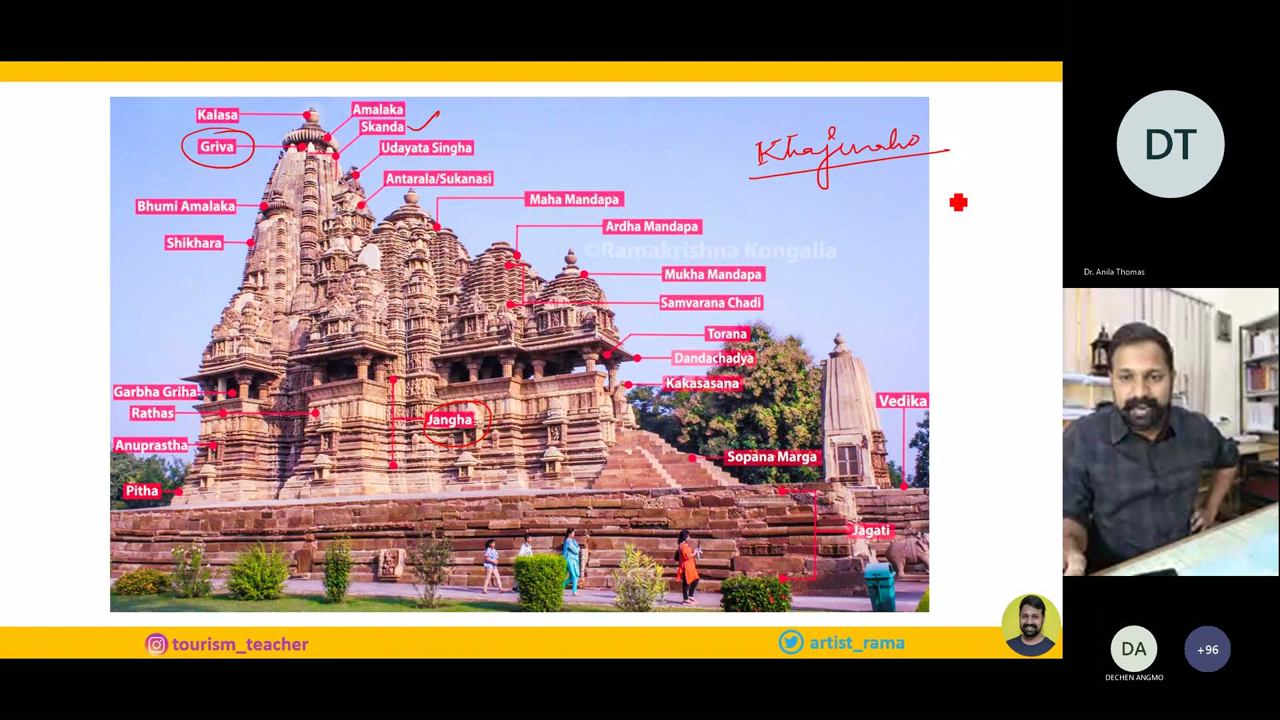 Kalasa
Amalaka
Skanda
Griva
Udayata Singha
Antarala/Sukanasi
Bhumi Amalaka
Shikhara
Maha Mandapa
Ardha Mandapa
Mukha Mandapa
Samvarana Chadi
Torana
Dandachadya
Kakasasana
Khajuraho
©Ramakrishna Kongalla
Garbha Griha
Rathas
Anuprastha
Pitha
Jangha
Vedika
Sopana Marga
Jagati
tourism_teacher
artist_rama
DT
Dr. Anila Thomas
DA
DECHEN ANGMO
+96